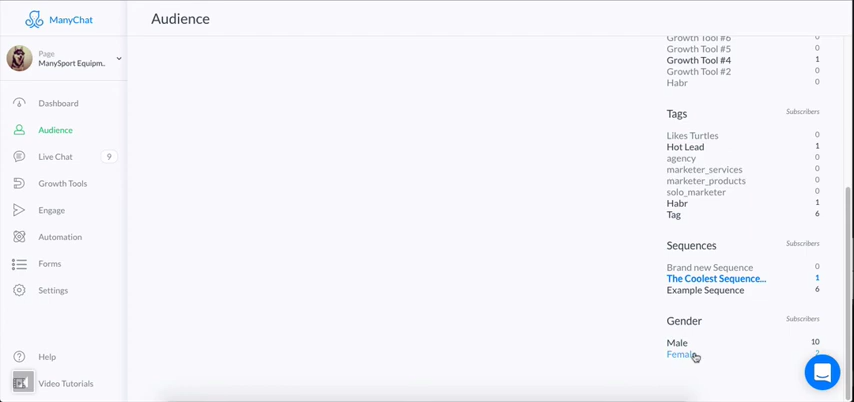 ManyChat
Audience
Page
ManySport Equipm..
Dashboard
Audience
Live Chat 9
Growth Tools
Engage
Automation
Forms
Settings
Help
Video Tutorials
Growth Tool #6 0
Growth Tool #5 0
Growth Tool #4 1
Growth Tool #2 0
Habr 0
Tags Subscribers
Likes Turtles 0
Hot Lead 1
agency 0
marketer_services 0
marketer_products 0
solo_marketer 0
Habr 1
Tag 6
Sequences Subscribers
Brand new Sequence 0
The Coolest Sequence... 1
Example Sequence 6
Gender Subscribers
Male 10
Female